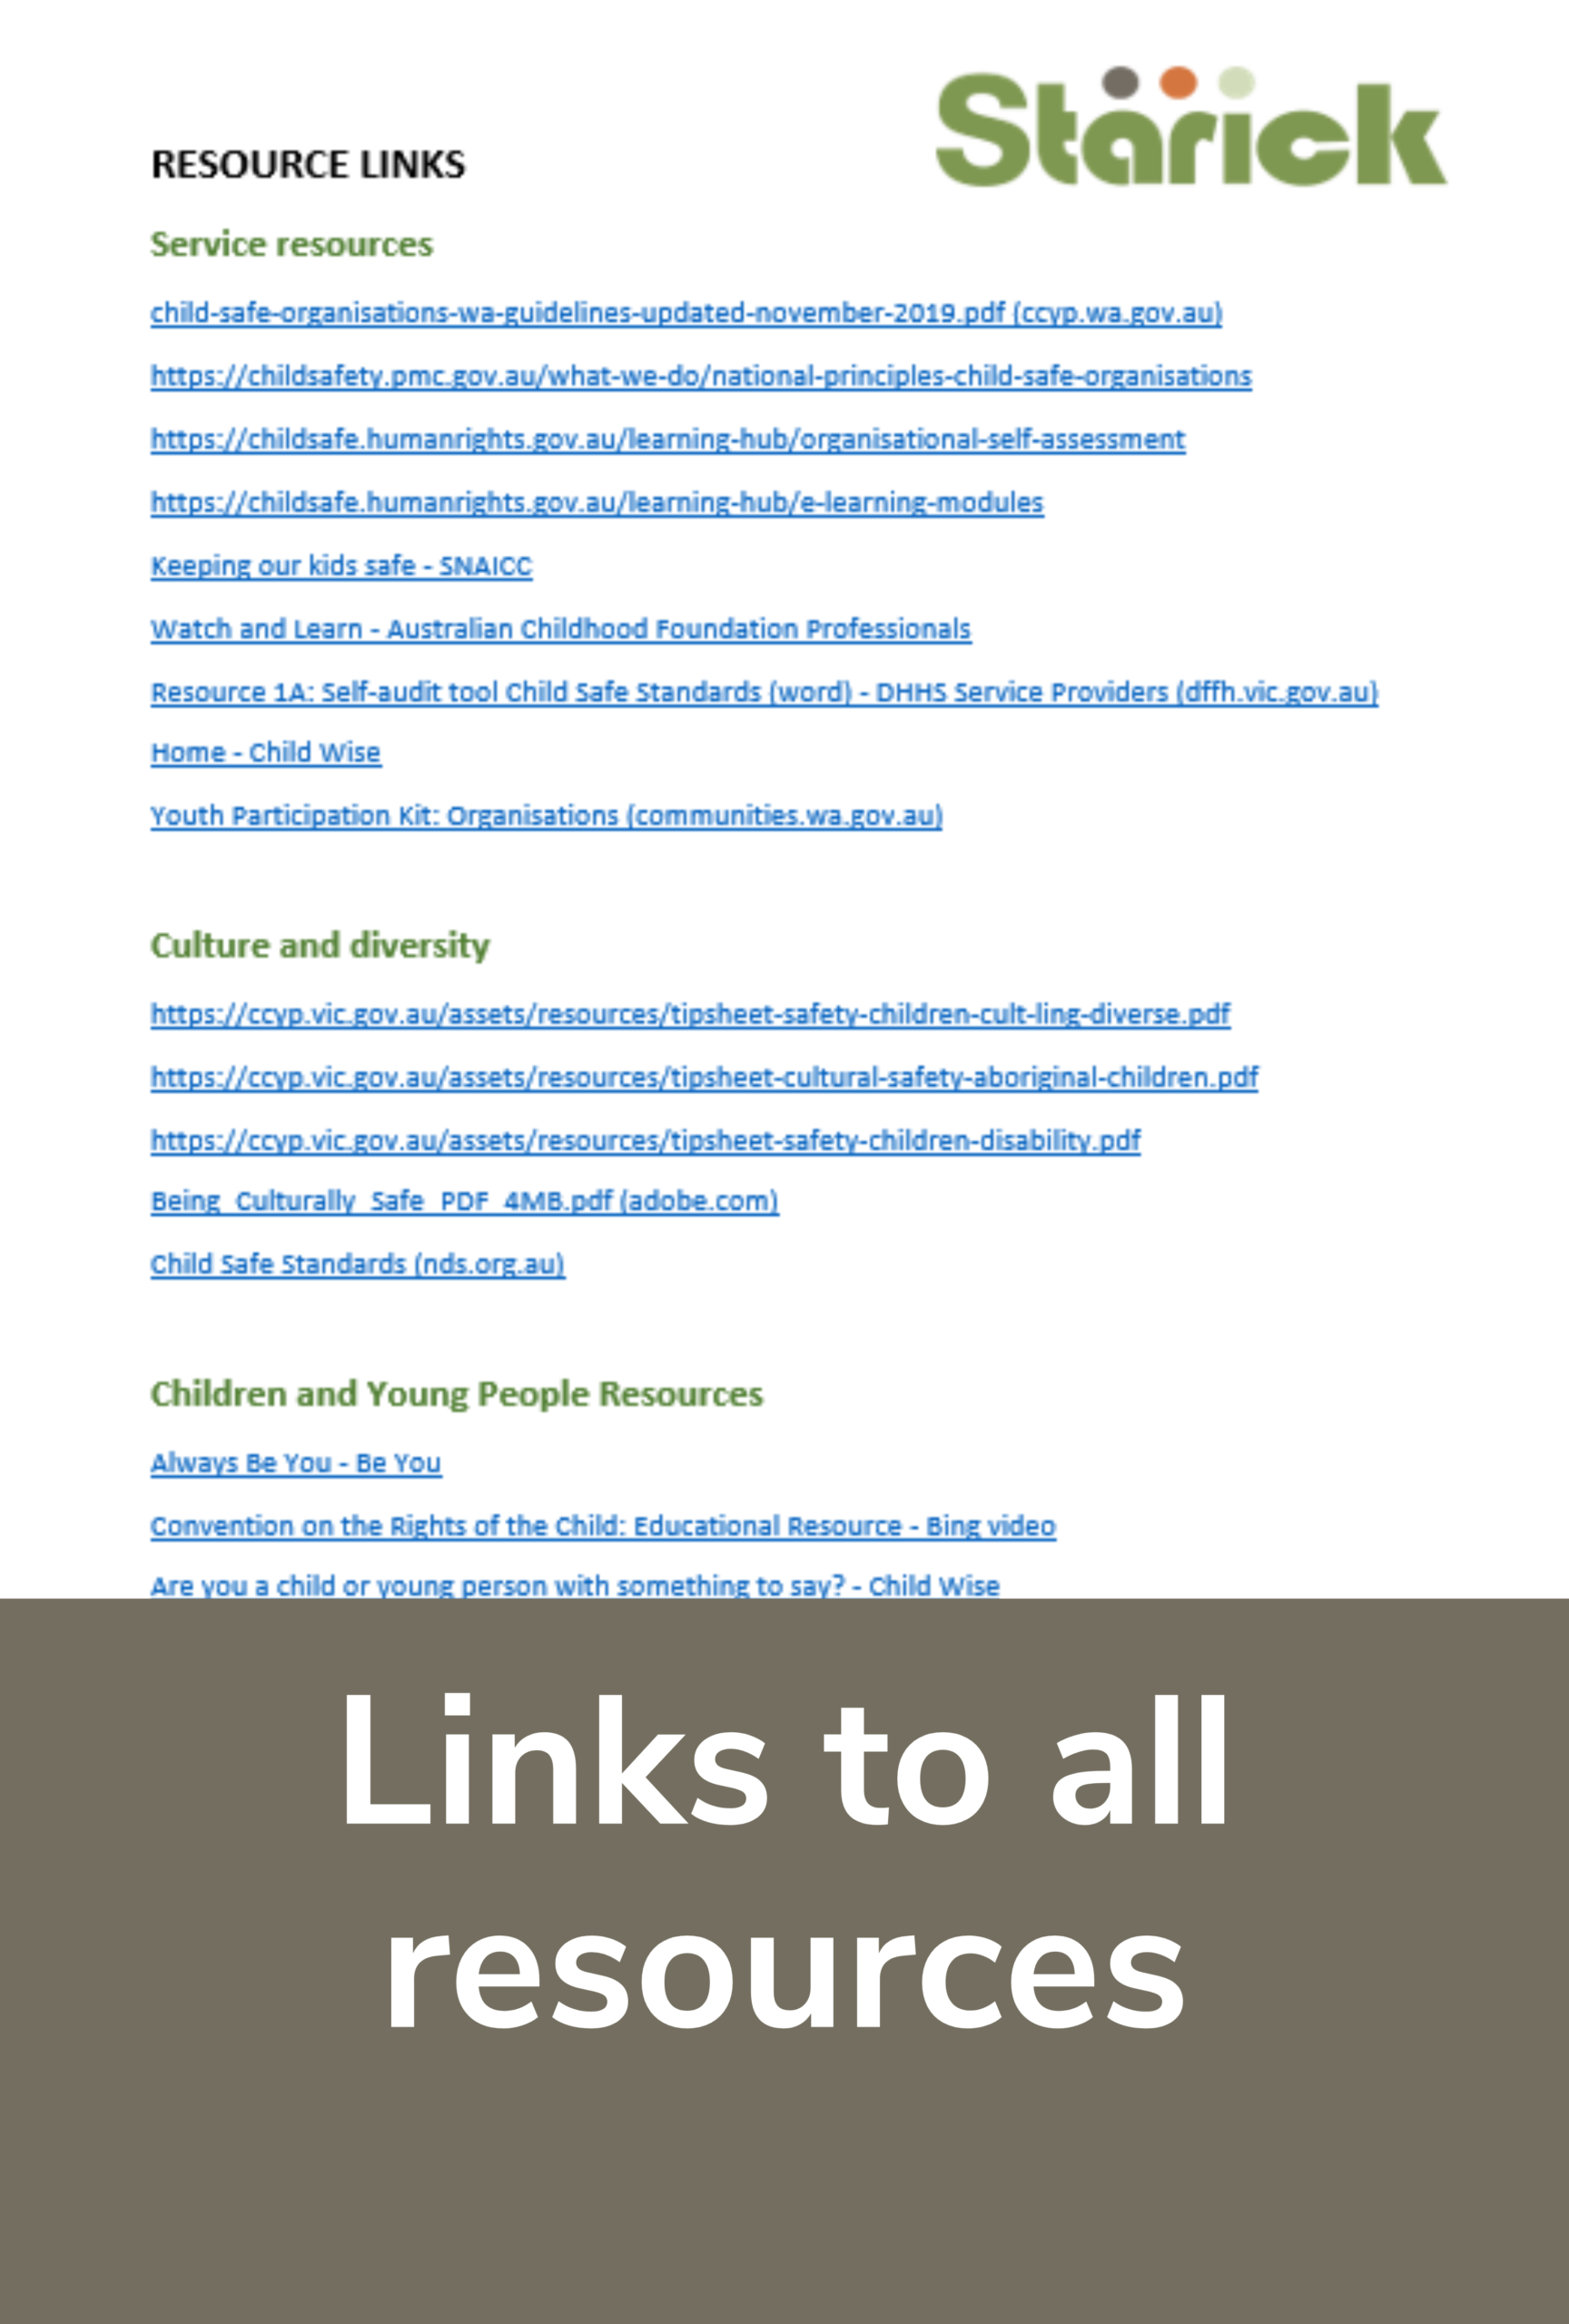 Starick
RESOURCE LINKS
Service resources
child-safe-organisations-wa-guidelines-updated-november-2019.pdf (ccyp.wa.gov.au)
https://childsafety.pmc.gov.au/what-we-do/national-principles-child-safe-organisations
https://childsafe.humanrights.gov.au/learning-hub/organisational-self-assessment
https://childsafe.humanrights.gov.au/learning-hub/e-learning-modules
Keeping our kids safe - SNAICC
Watch and Learn - Australian Childhood Foundation Professionals
Resource 1A: Self-audit tool Child Safe Standards (word) - DHHS Service Providers (dffh.vic.gov.au)
Home - Child Wise
Youth Participation Kit: Organisations (communities.wa.gov.au)
Culture and diversity
https://ccyp.vic.gov.au/assets/resources/tipsheet-safety-children-cult-ling-diverse.pdf
https://ccyp.vic.gov.au/assets/resources/tipsheet-cultural-safety-aboriginal-children.pdf
https://ccyp.vic.gov.au/assets/resources/tipsheet-safety-children-disability.pdf
Being_Culturally_Safe_PDF_4MB.pdf (adobe.com)
Child Safe Standards (nds.org.au)
Children and Young People Resources
Always Be You - Be You
Convention on the Rights of the Child: Educational Resource - Bing video
Are you a child or young person with something to say? - Child Wise
Links to all
resources